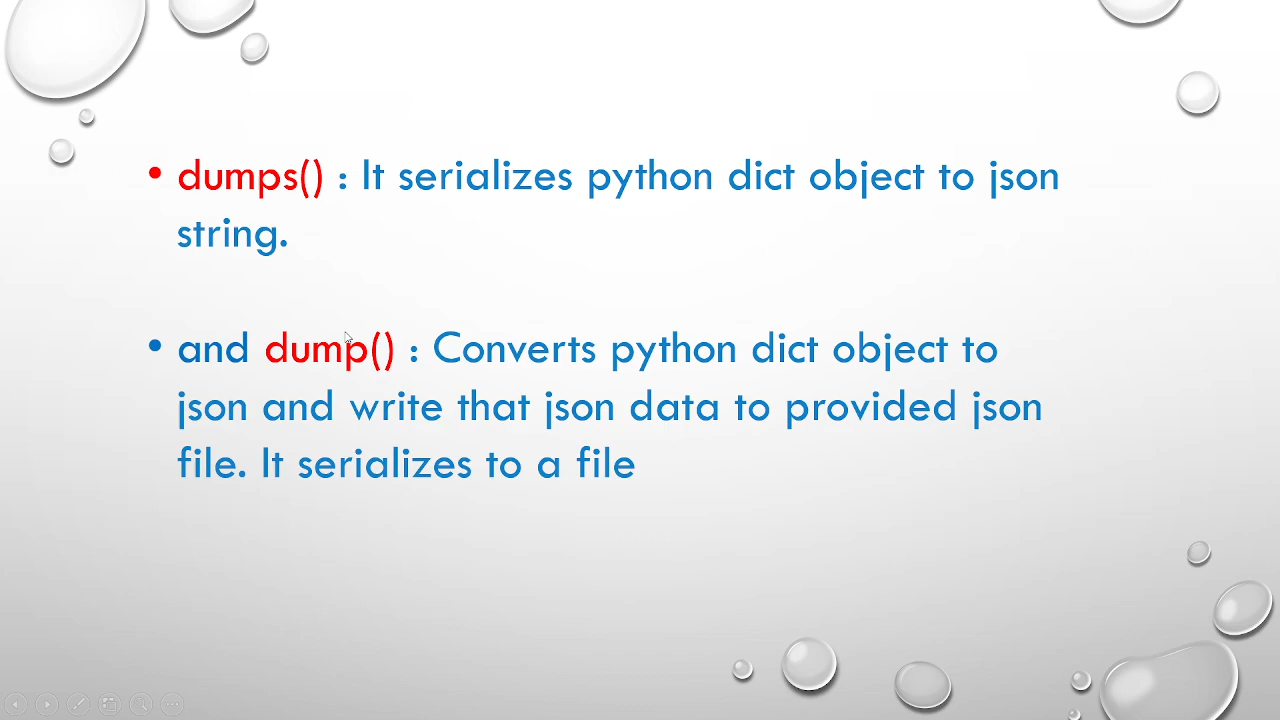 • dumps() : It serializes python dict object to json
string.
• and dump() : Converts python dict object to
json and write that json data to provided json
file. It serializes to a file